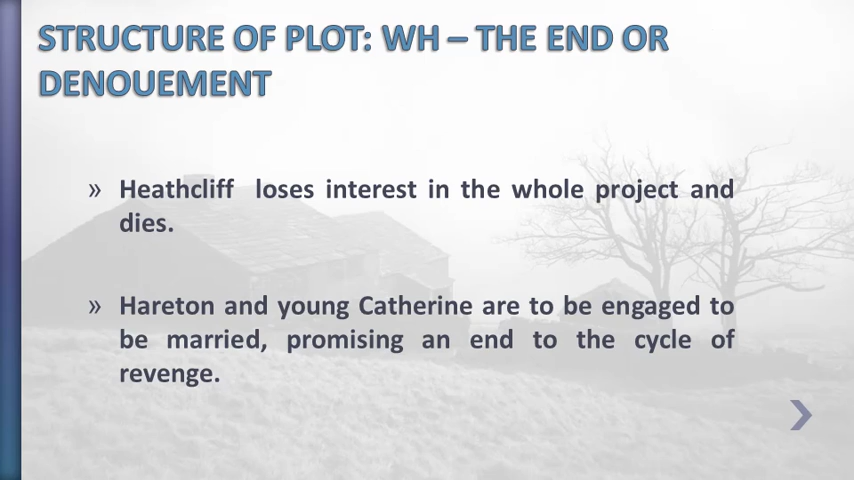 STRUCTURE OF PLOT: WH – THE END OR
DENOUEMENT
» Heathcliff loses interest in the whole project and
dies.
» Hareton and young Catherine are to be engaged to
be married, promising an end to the cycle of
revenge.